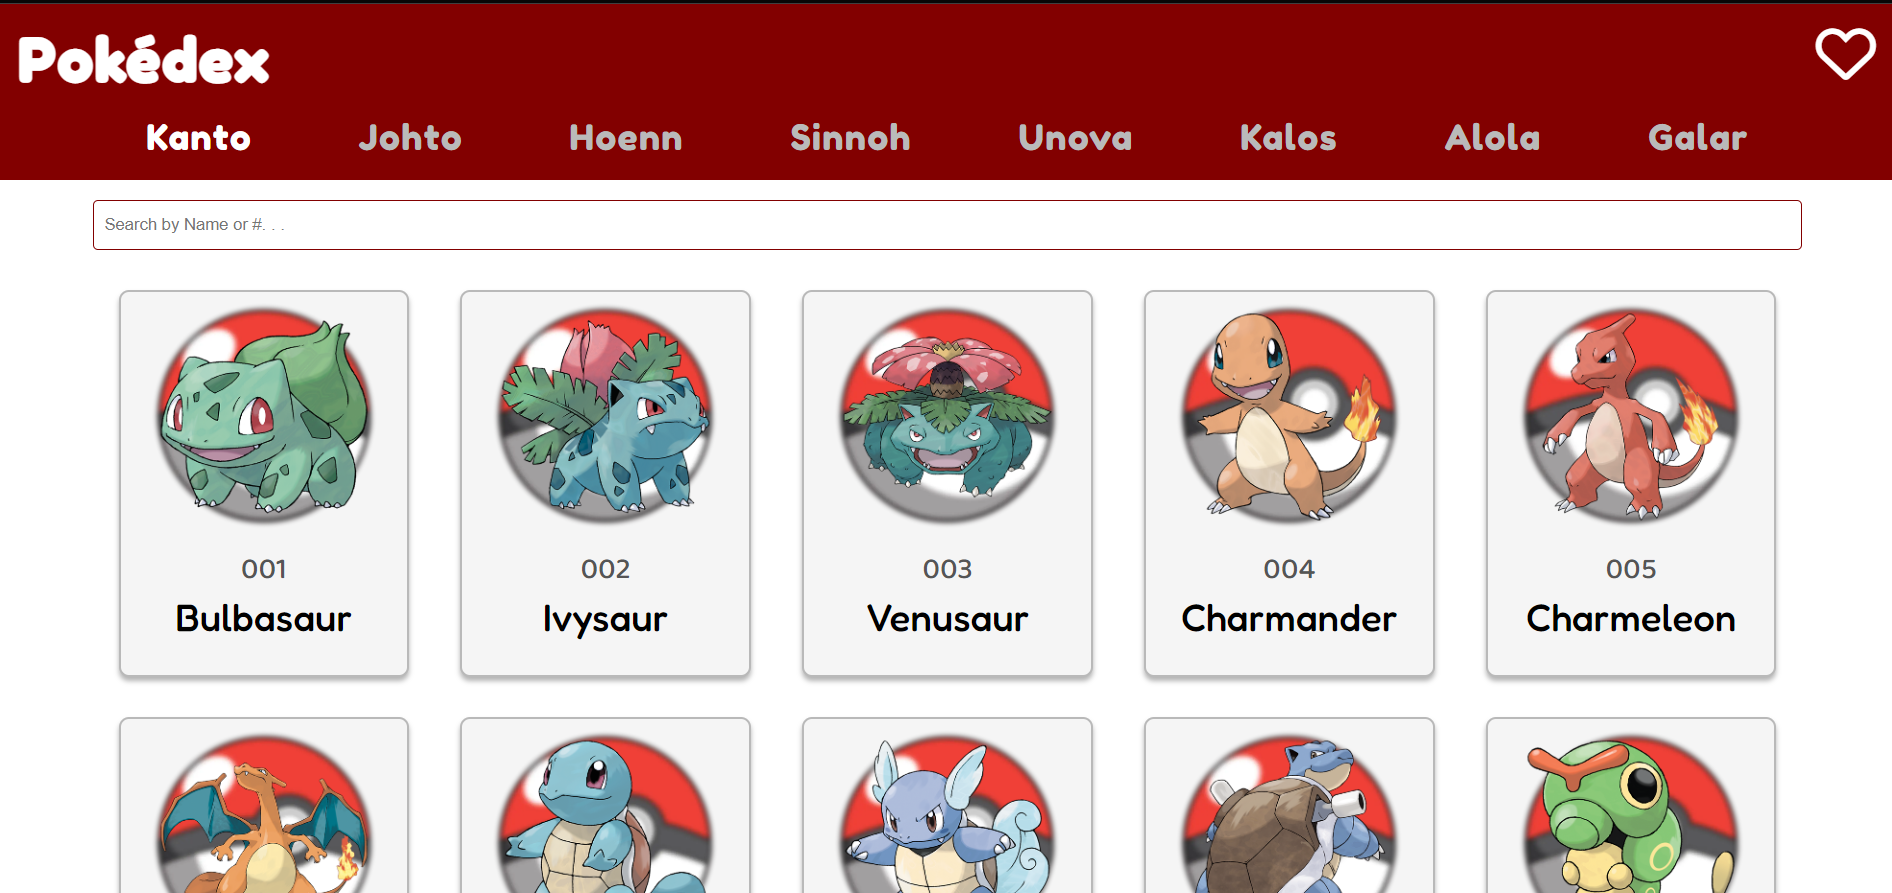 Pokédex
Kanto Johto Hoenn Sinnoh Unova Kalos Alola Galar
Search by Name or #. . .
001 002 003 004 005
Bulbasaur Ivysaur Venusaur Charmander Charmeleon